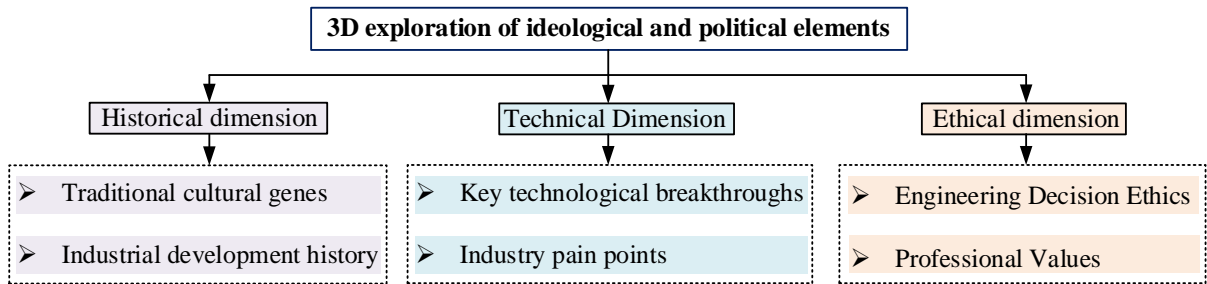 3D exploration of ideological and political elements
Historical dimension
Technical Dimension
Ethical dimension
Traditional cultural genes
Industrial development history
Key technological breakthroughs
Industry pain points
Engineering Decision Ethics
Professional Values